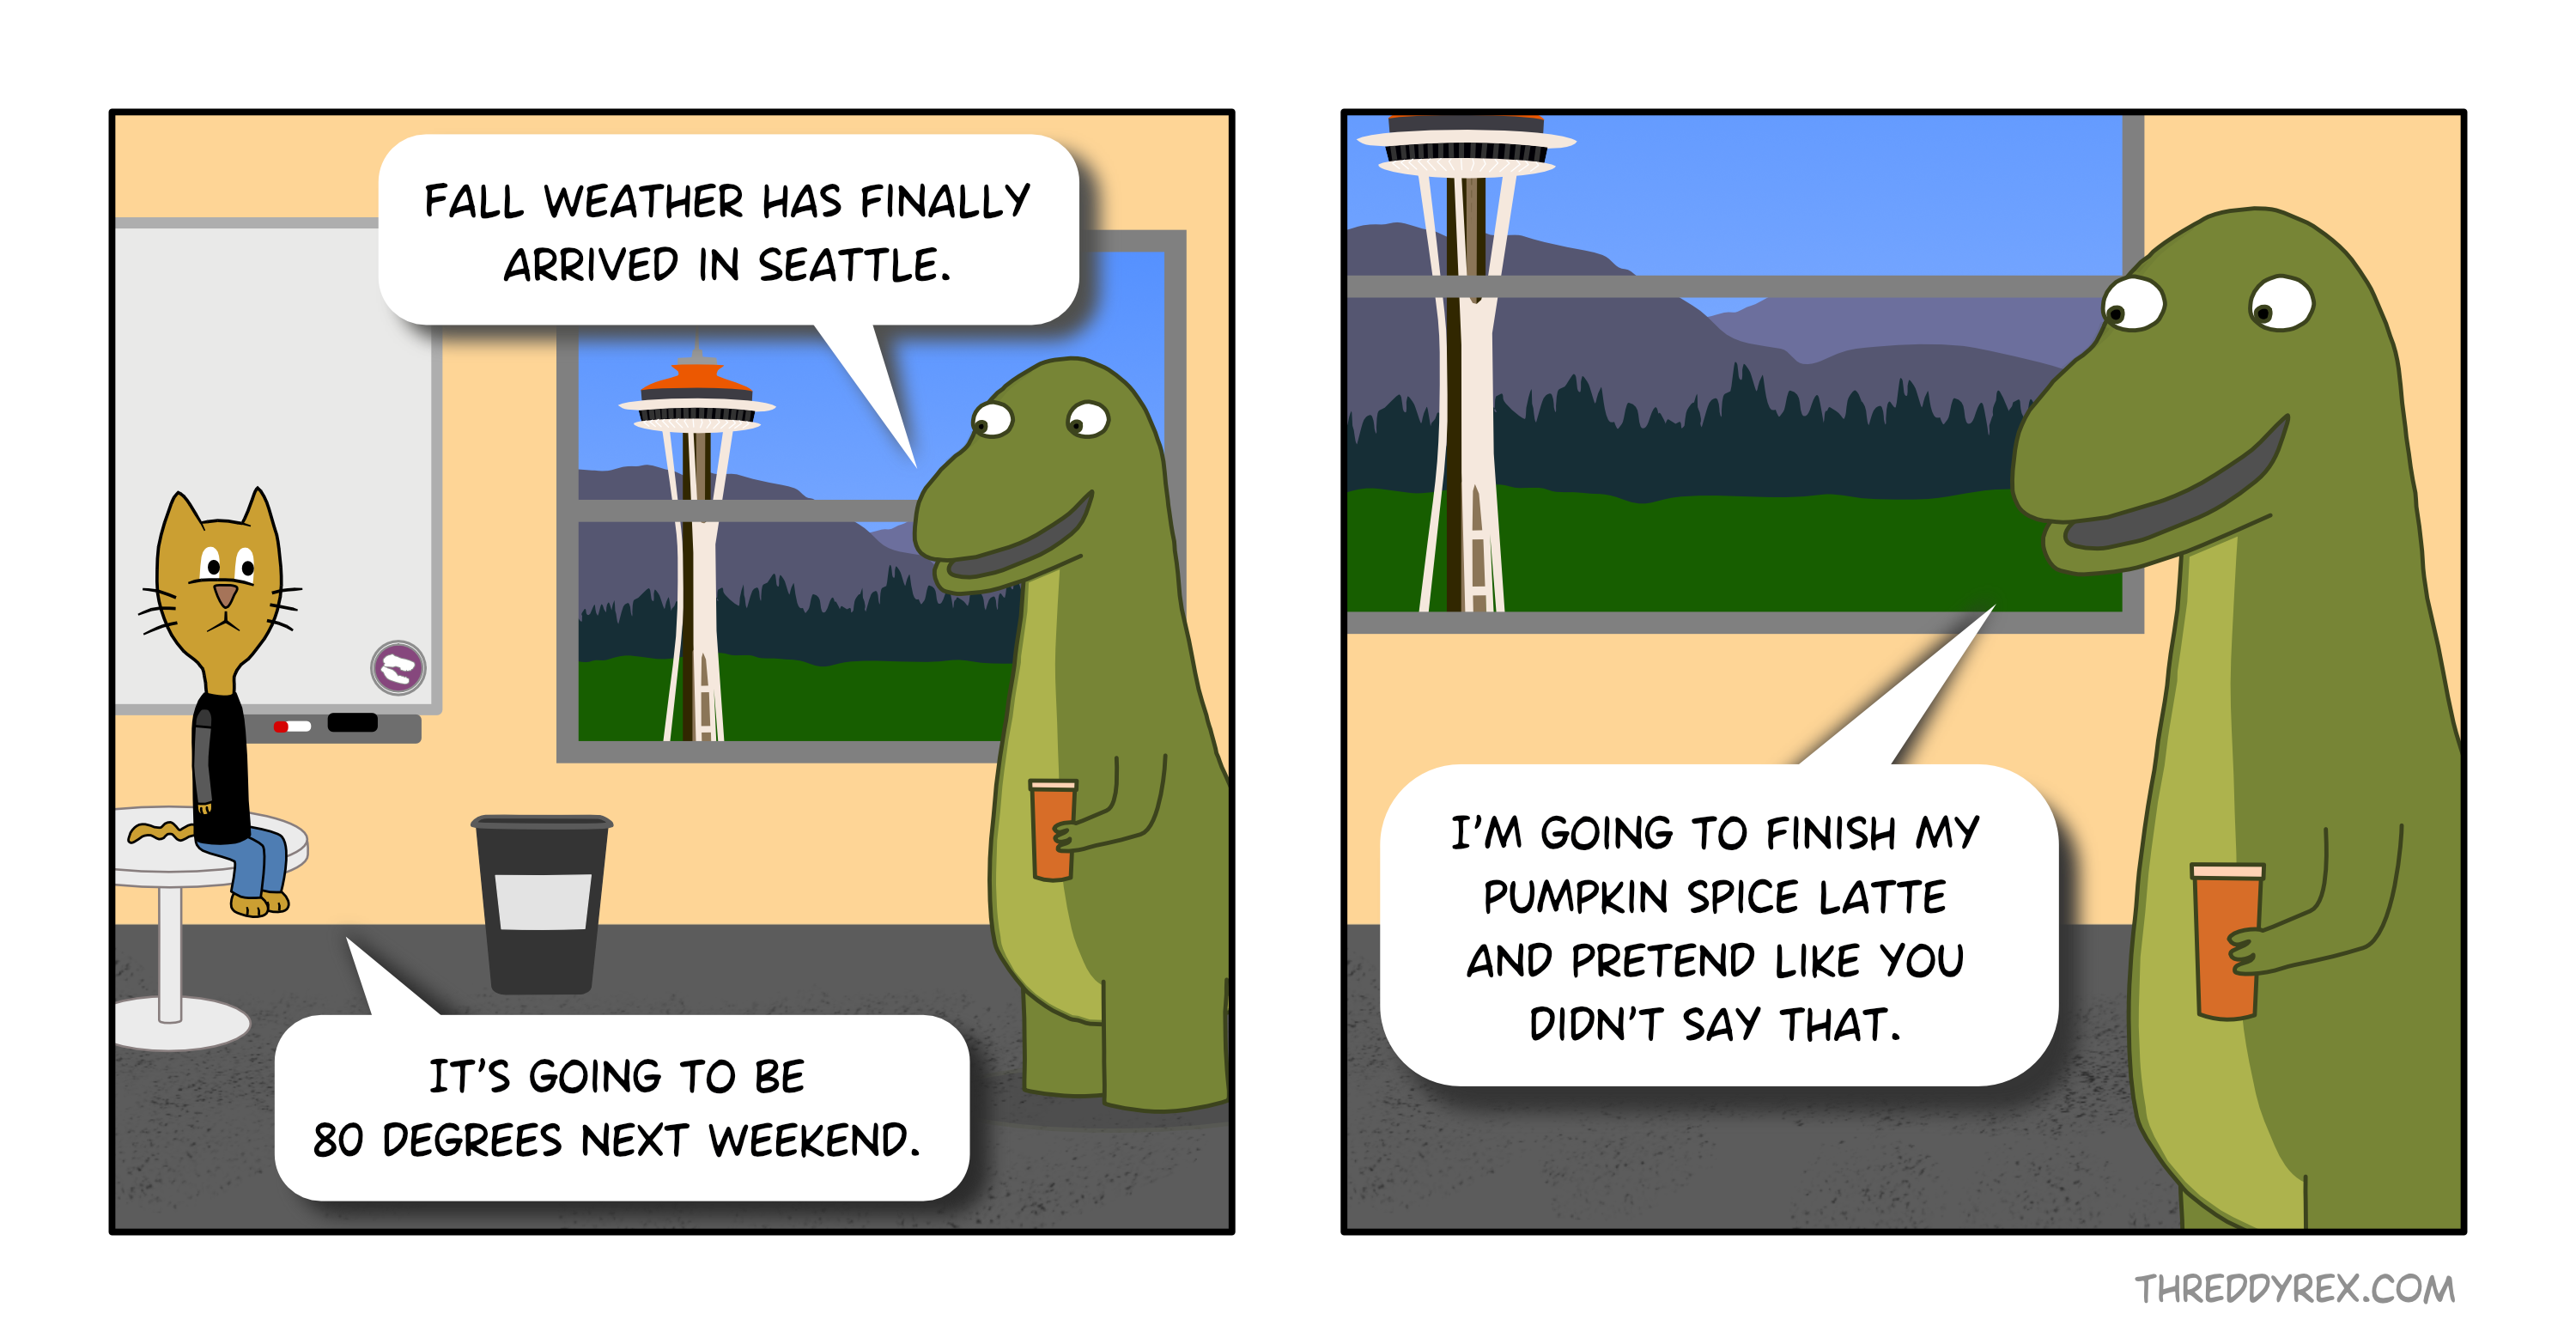 FALL WEATHER HAS FINALLY
ARRIVED IN SEATTLE.
IT'S GOING TO BE
80 DEGREES NEXT WEEKEND.
I'M GOING TO FINISH MY
PUMPKIN SPICE LATTE
AND PRETEND LIKE YOU
DIDN'T SAY THAT.
THREDDYREX.COM